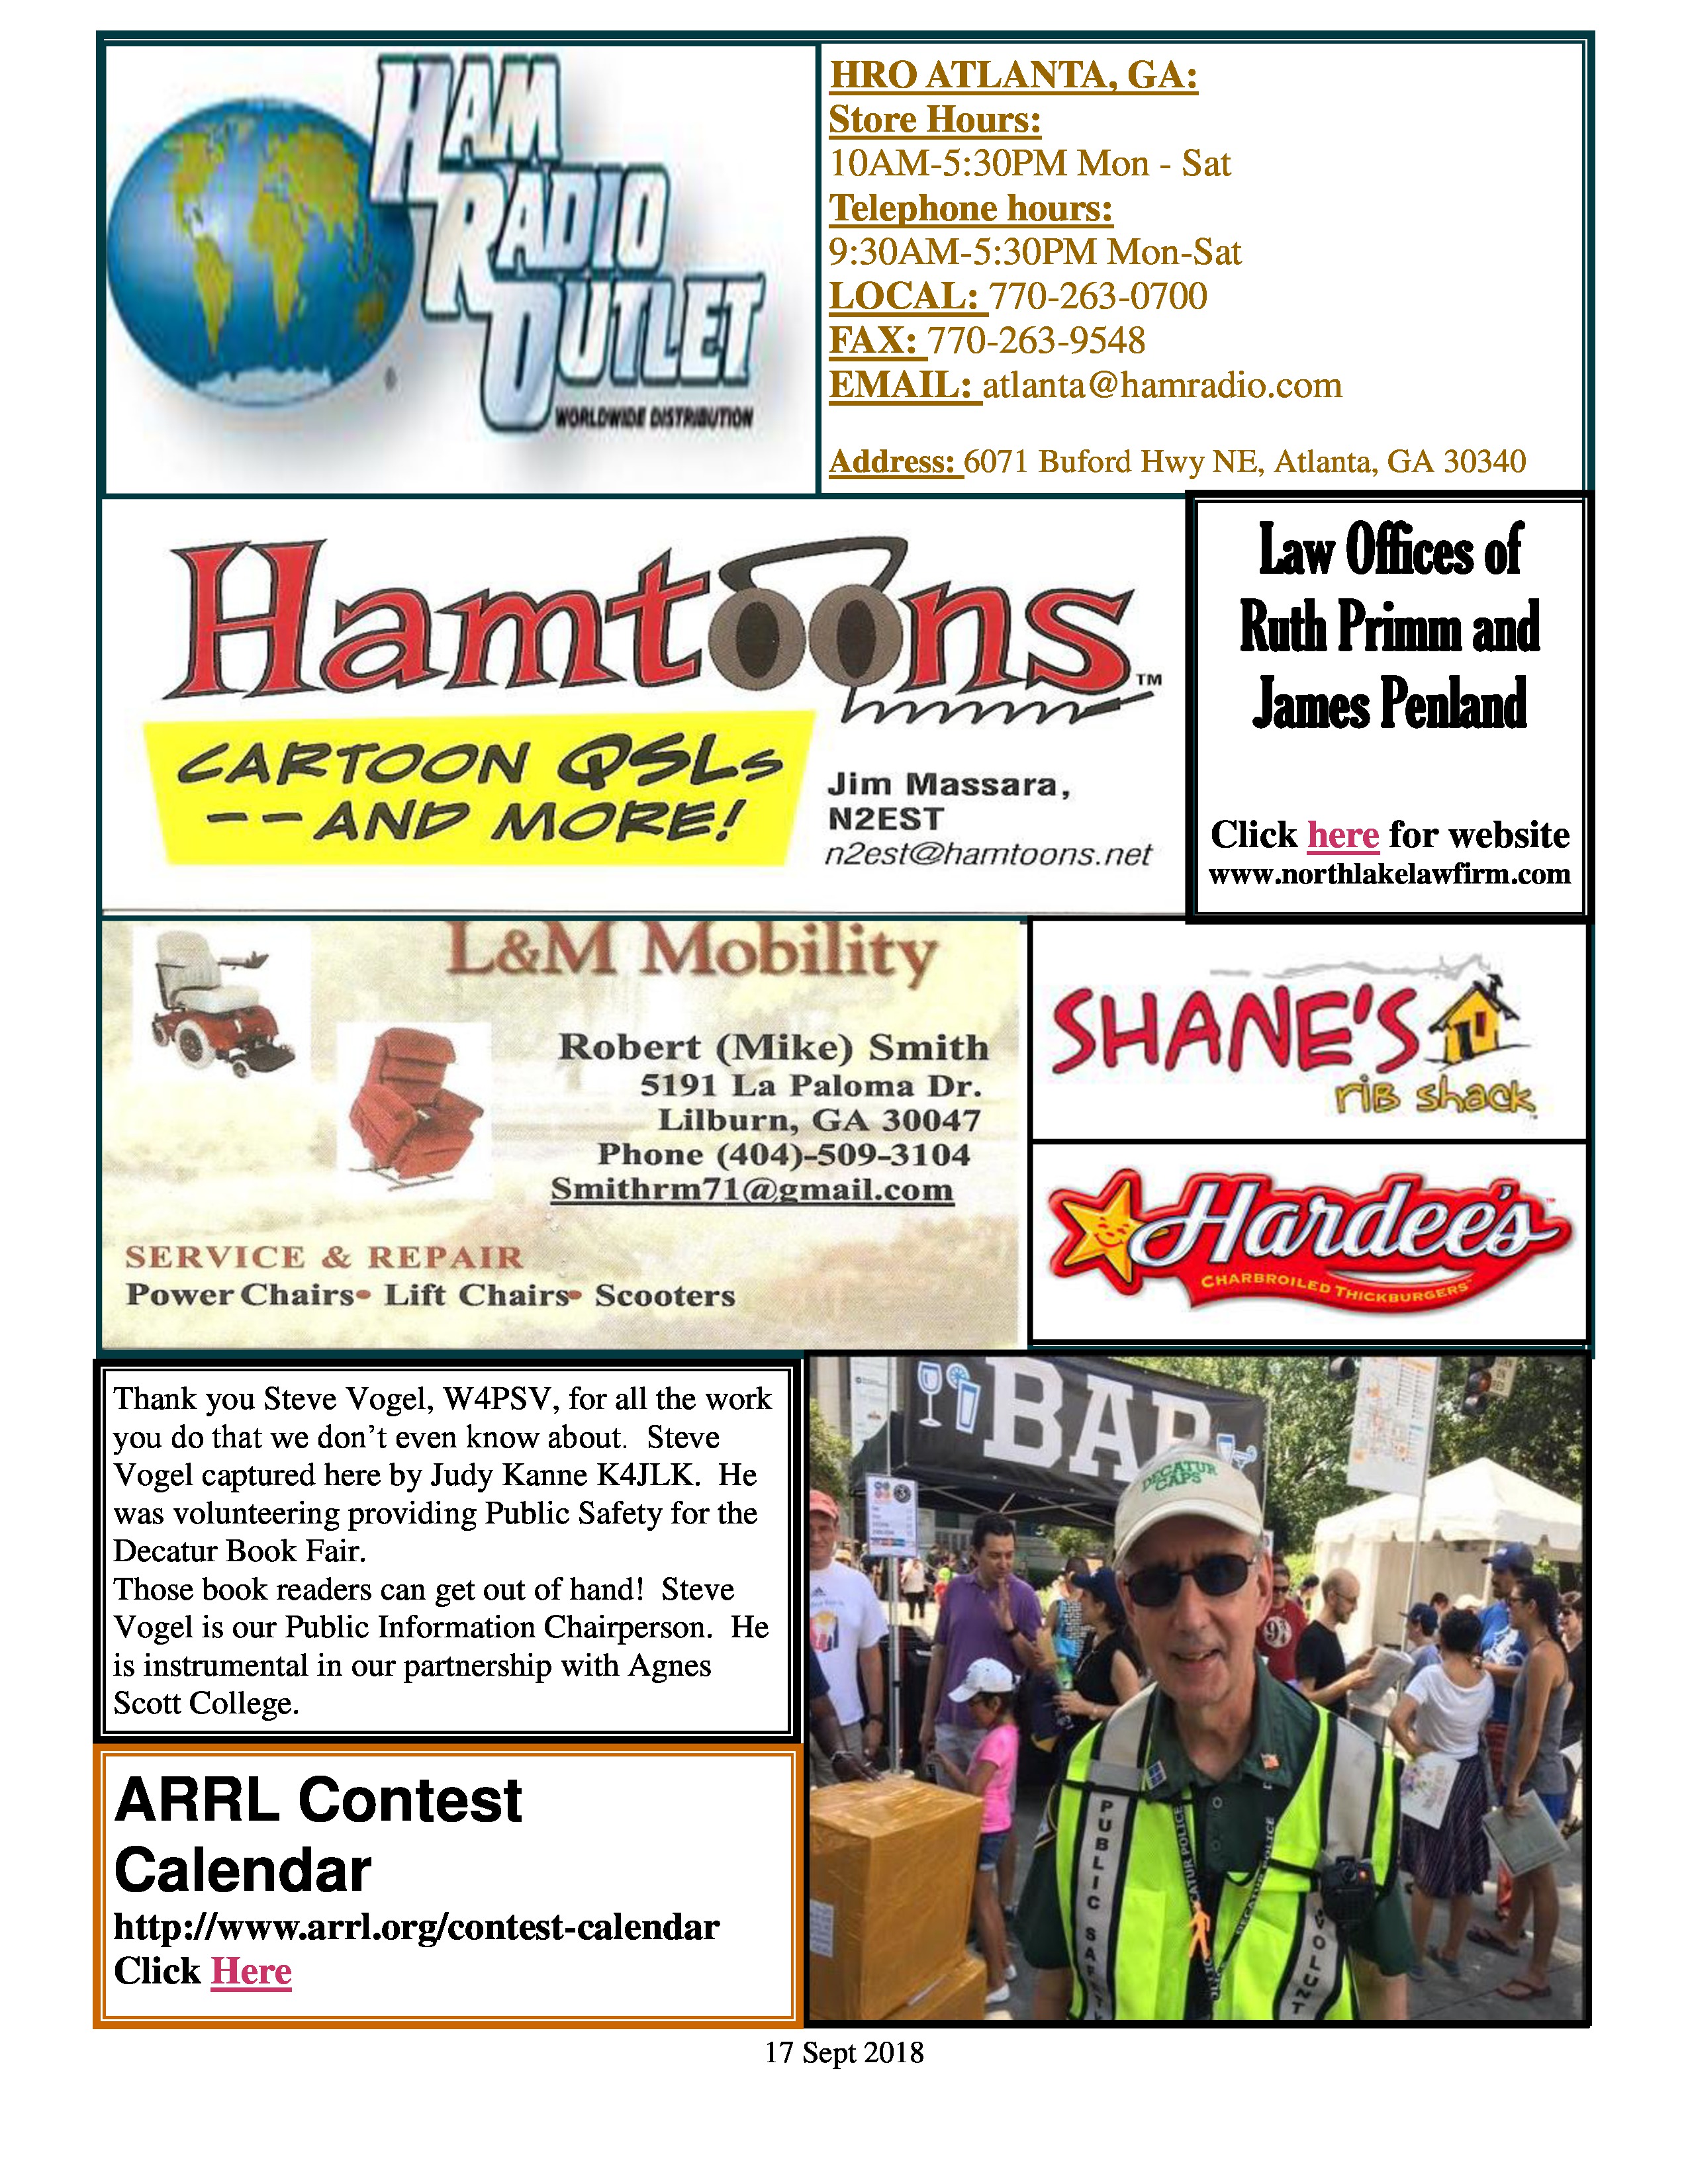 HAM
RADIO
OUTLET
WORLDWIDE DISTRIBUTION
HRO ATLANTA, GA:
Store Hours:
10AM-5:30PM Mon - Sat
Telephone hours:
9:30AM-5:30PM Mon-Sat
LOCAL: 770-263-0700
FAX: 770-263-9548
EMAIL: atlanta@hamradio.com
Address: 6071 Buford Hwy NE, Atlanta, GA 30340
Hamtoons™
CARTOON QSLs
--AND MORE!
Jim Massara,
N2EST
n2est@hamtoons.net
Law Offices of
Ruth Primm and
James Penland
Click here for website
www.northlakelawfirm.com
L&M Mobility
Robert (Mike) Smith
5191 La Paloma Dr.
Lilburn, GA 30047
Phone (404)-509-3104
Smithrm71@gmail.com
SERVICE & REPAIR
Power Chairs• Lift Chairs• Scooters
SHANE'S
rib shack
Hardee's
CHARBROILED THICKBURGERS
Thank you Steve Vogel, W4PSV, for all the work
you do that we don't even know about.  Steve
Vogel captured here by Judy Kanne K4JLK.  He
was volunteering providing Public Safety for the
Decatur Book Fair.
Those book readers can get out of hand!  Steve
Vogel is our Public Information Chairperson.  He
is instrumental in our partnership with Agnes
Scott College.
ARRL Contest
Calendar
http://www.arrl.org/contest-calendar
Click Here
BAR
DECATUR
CAPS
PUBLIC SAFETY
VOLUNT
DECATUR POLICE
17 Sept 2018